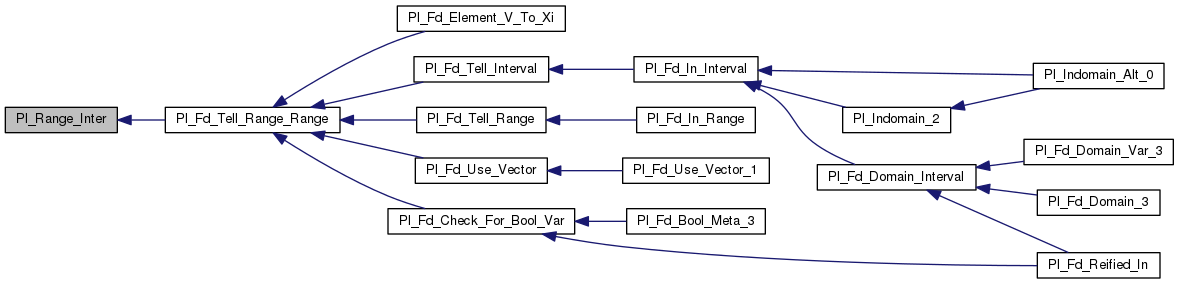 Pl_Range_Inter
Pl_Fd_Tell_Range_Range
Pl_Fd_Element_V_To_Xi
Pl_Fd_Tell_Interval
Pl_Fd_Tell_Range
Pl_Fd_Use_Vector
Pl_Fd_Check_For_Bool_Var
Pl_Fd_In_Interval
Pl_Fd_In_Range
Pl_Fd_Use_Vector_1
Pl_Fd_Bool_Meta_3
Pl_Indomain_2
Pl_Fd_Domain_Interval
Pl_Indomain_Alt_0
Pl_Fd_Domain_Var_3
Pl_Fd_Domain_3
Pl_Fd_Reified_In